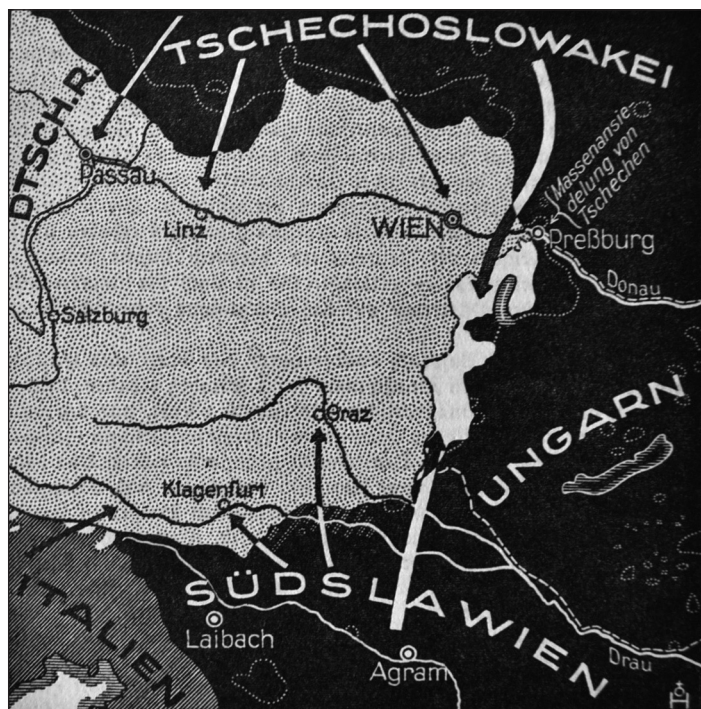 TSCHECHOSLOWAKEI
DTSCH. R.
Passau
Linz
WIEN
Massenansie
delung von
Tschechen
Preßburg
Donau
Salzburg
Graz
UNGARN
Klagenfurt
ITALIEN
SÜDSLAWIEN
Laibach
Agram
Drau